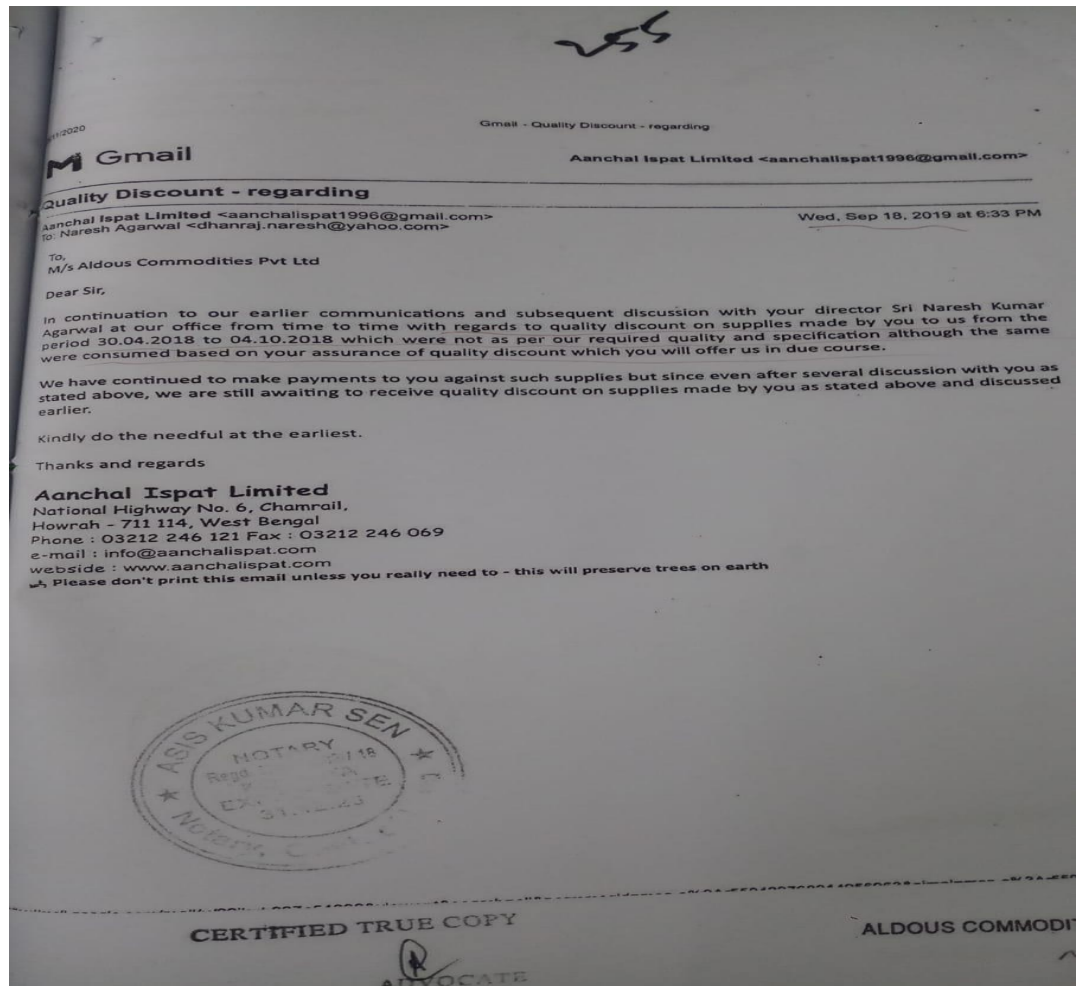 255
Gmail - Quality Discount - regarding
/2020
M Gmail
Aanchal Ispat Limited <aanchalispat1996@gmail.com>
Quality Discount - regarding
Aanchal Ispat Limited <aanchalispat1996@gmail.com>
Wed, Sep 18, 2019 at 6:33 PM
To: Naresh Agarwal <dhanraj.naresh@yahoo.com>
To,
M/s Aldous Commodities Pvt Ltd
Dear Sir,
In continuation to our earlier communications and subsequent discussion with your director Sri Naresh Kumar
Agarwal at our office from time to time with regards to quality discount on supplies made by you to us from the
period 30.04.2018 to 04.10.2018 which were not as per our required quality and specification although the same
were consumed based on your assurance of quality discount which you will offer us in due course.
We have continued to make payments to you against such supplies but since even after several discussion with you as
stated above, we are still awaiting to receive quality discount on supplies made by you as stated above and discussed
earlier.
Kindly do the needful at the earliest.
Thanks and regards
Aanchal Ispat Limited
National Highway No. 6, Chamrail,
Howrah - 711 114, West Bengal
Phone : 03212 246 121 Fax : 03212 246 069
e-mail : info@aanchalispat.com
webside : www.aanchalispat.com
Please don't print this email unless you really need to - this will preserve trees on earth
★ ASIS KUMAR SEN ★
NOTARY
Regd
Notary,
CERTIFIED TRUE COPY
ALDOUS COMMODIT
ADVOCATE